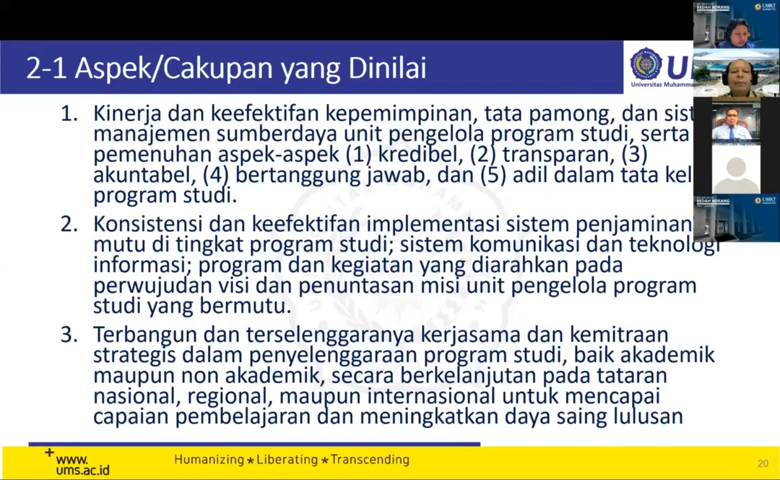 2-1 Aspek/Cakupan yang Dinilai
Universitas Muhamm
1. Kinerja dan keefektifan kepemimpinan, tata pamong, dan sist
manajemen sumberdaya unit pengelola program studi, serta
pemenuhan aspek-aspek (1) kredibel, (2) transparan, (3)
akuntabel, (4) bertanggung jawab, dan (5) adil dalam tata kel
program studi.
2. Konsistensi dan keefektifan implementasi sistem penjaminan
mutu di tingkat program studi; sistem komunikasi dan teknologi
informasi; program dan kegiatan yang diarahkan pada
perwujudan visi dan penuntasan misi unit pengelola program
studi yang bermutu.
3. Terbangun dan terselenggaranya kerjasama dan kemitraan
strategis dalam penyelenggaraan program studi, baik akademik
maupun non akademik, secara berkelanjutan pada tataran
nasional, regional, maupun internasional untuk mencapai
capaian pembelajaran dan meningkatkan daya saing lulusan
www.
ums.ac.id
Humanizing ★ Liberating ★ Transcending
20
BEDAH BORANG
BEDAH BORANG